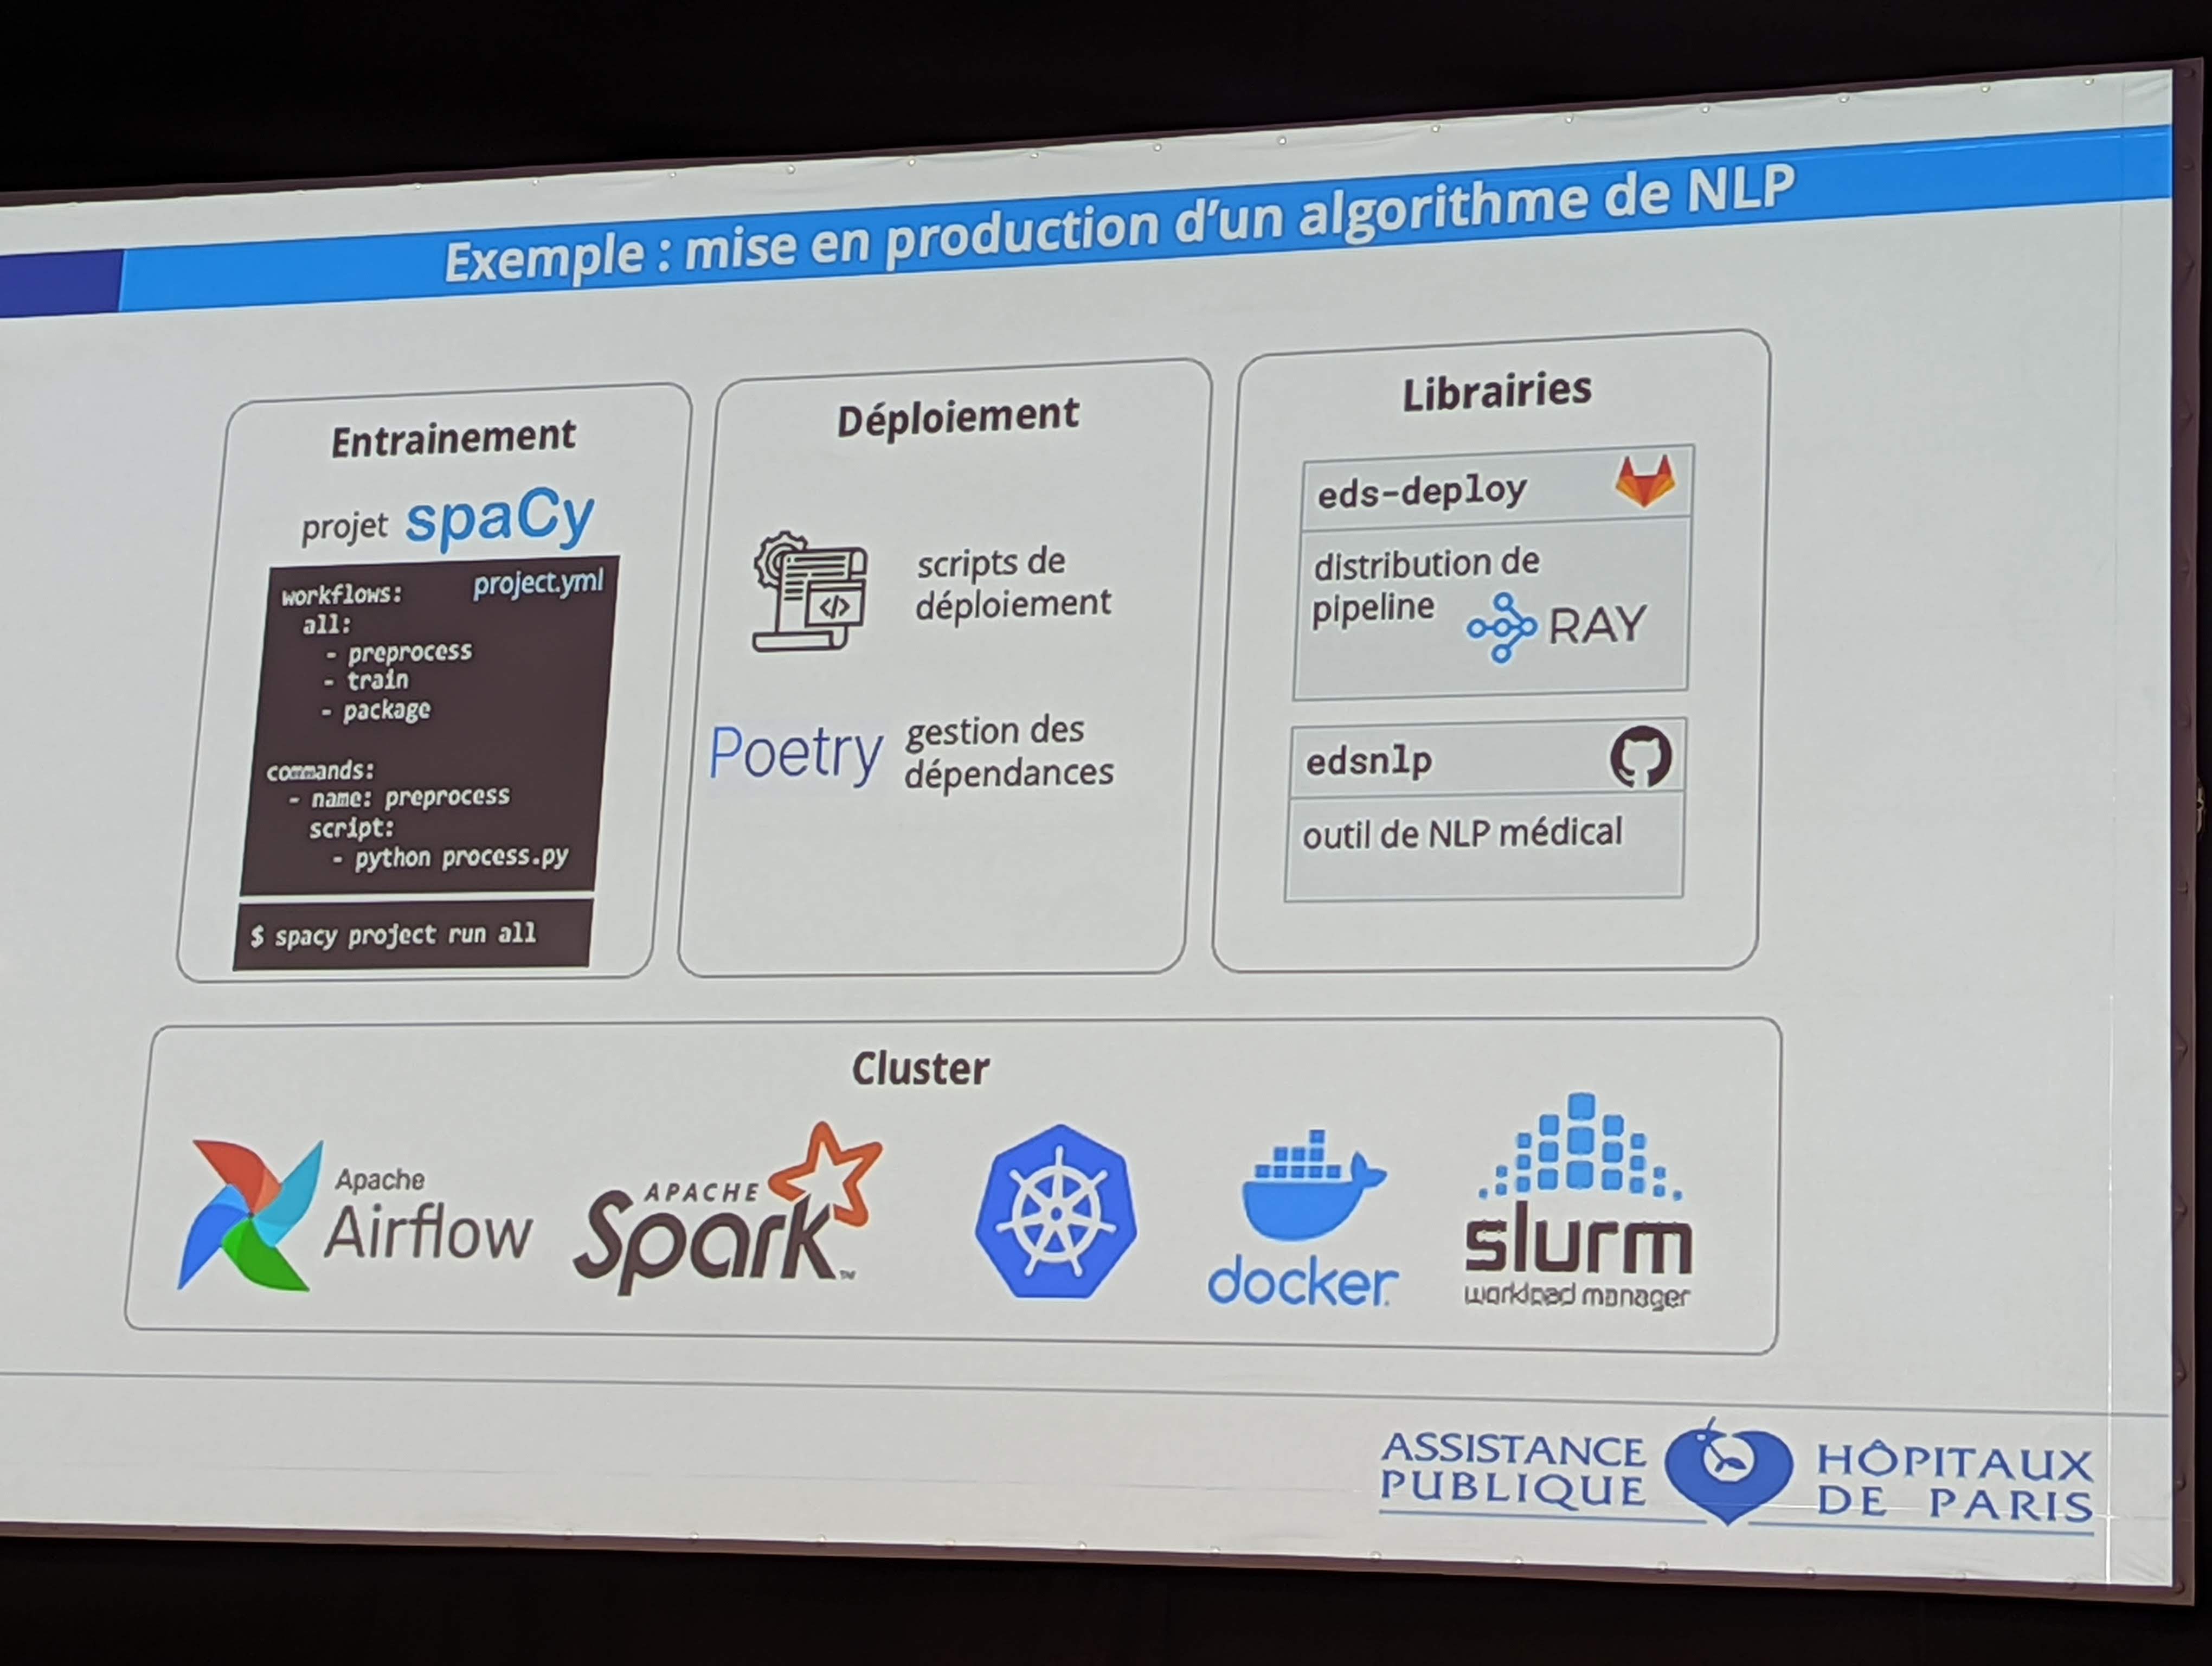 Exemple : mise en production d'un algorithme de NLP
Entrainement
projet spaCy
project.yml
workflows:
all:
- preprocess
- train
- package
commands:
- name: preprocess
script:
- python process.py
$ spacy project run all
Déploiement
</>
scripts de
déploiement
Poetry
gestion des
dépendances
Librairies
eds-deploy
distribution de
pipeline
RAY
edsnlp
outil de NLP médical
Cluster
Apache
Airflow
APACHE
Spark™
docker
slurm
workload manager
ASSISTANCE
PUBLIQUE
HÔPITAUX
DE PARIS